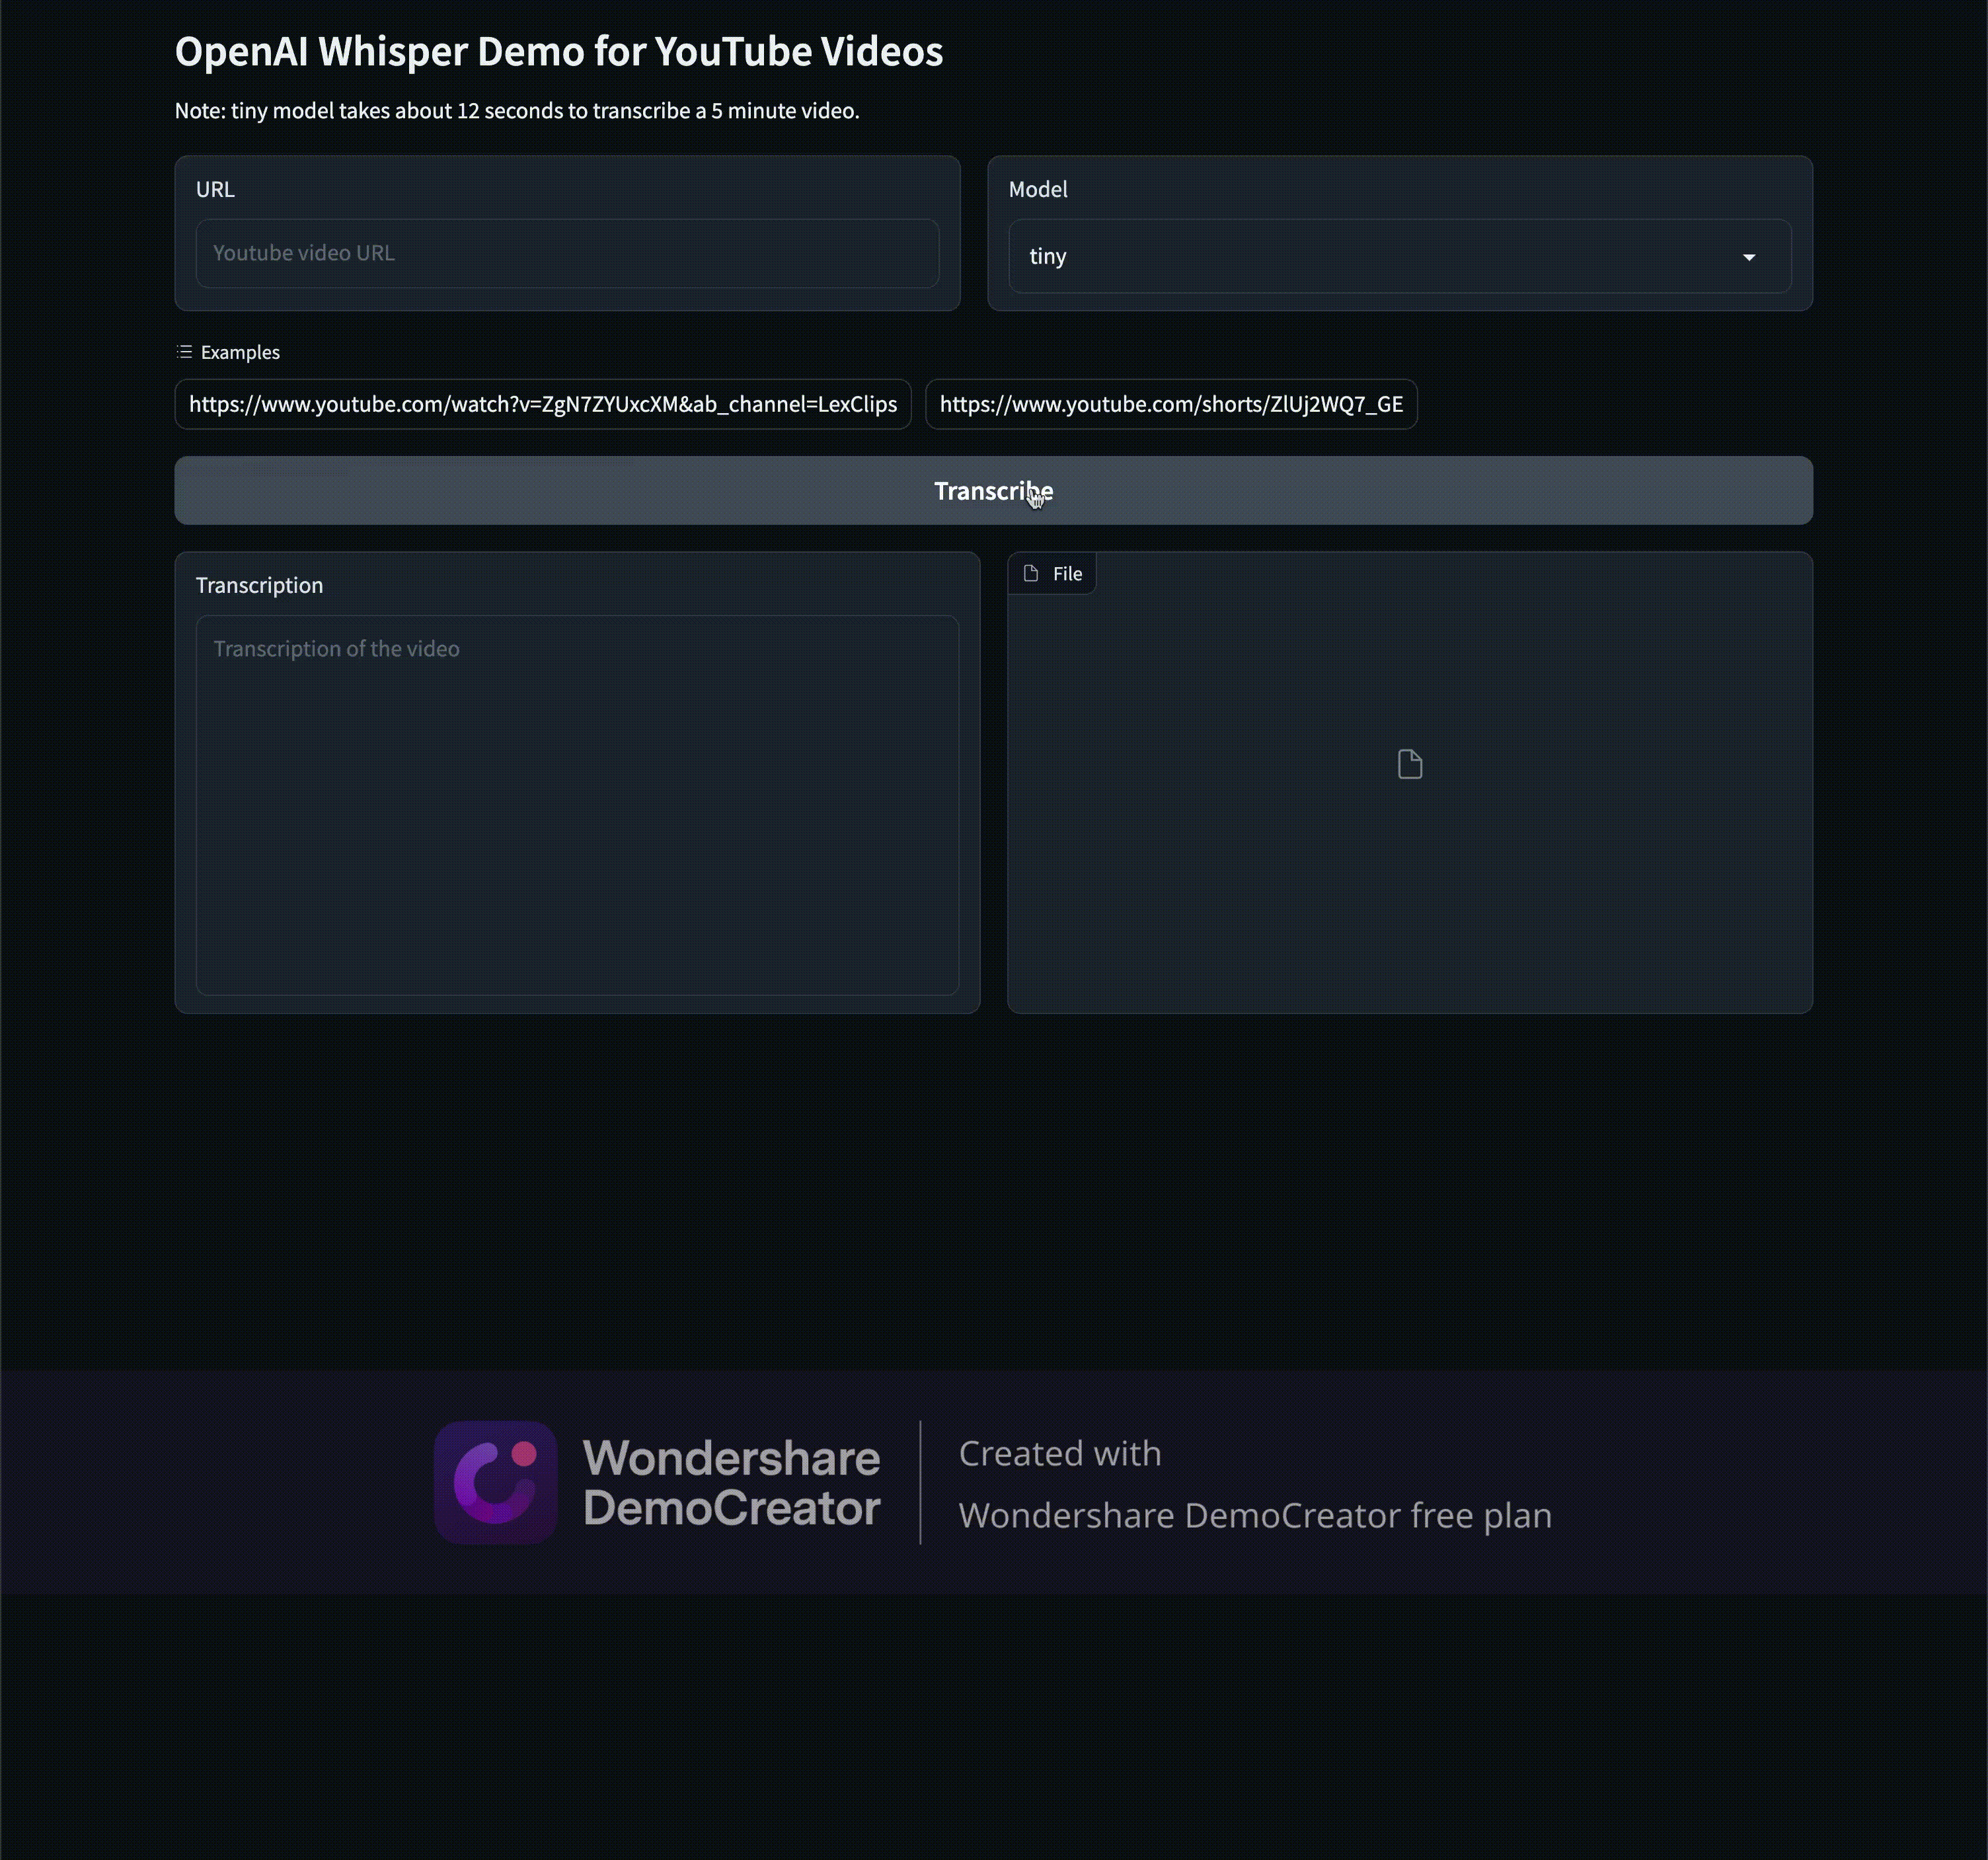 OpenAI Whisper Demo for YouTube Videos
Note: tiny model takes about 12 seconds to transcribe a 5 minute video.
URL
Youtube video URL
Model
tiny
Examples
https://www.youtube.com/watch?v=ZgN7ZYUxcXM&ab_channel=LexClips
https://www.youtube.com/shorts/ZlUj2WQ7_GE
Transcribe
Transcription
Transcription of the video
File
Wondershare
DemoCreator
Created with
Wondershare DemoCreator free plan